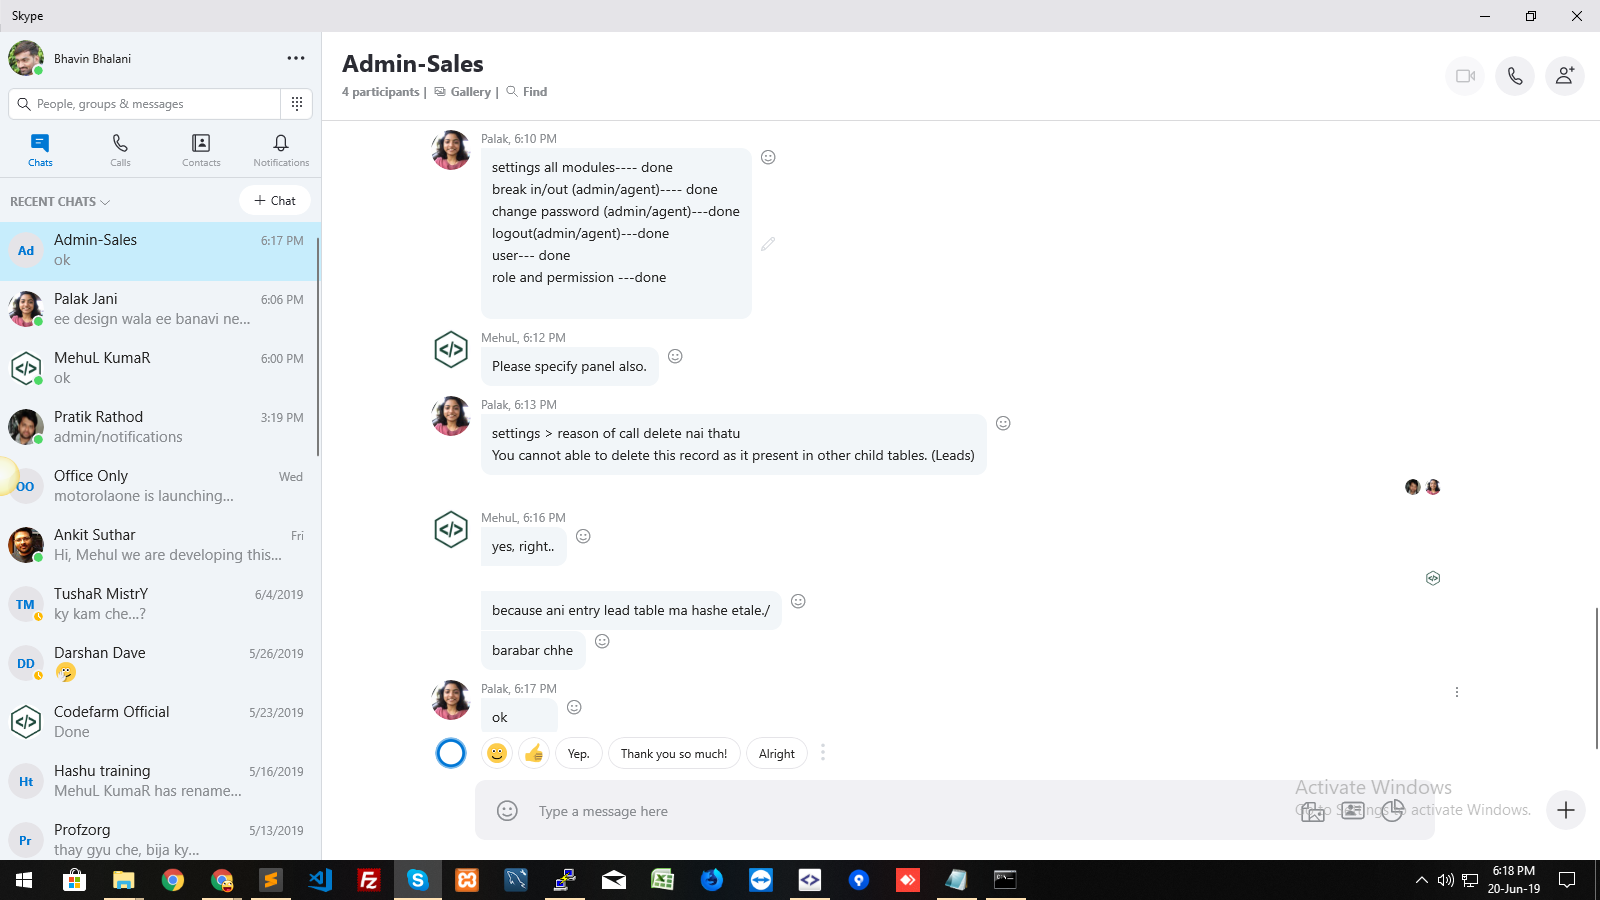 Skype
Bhavin Bhalani
People, groups & messages
Chats
Calls
Contacts
Notifications
RECENT CHATS
+ Chat
Ad
Admin-Sales
6:17 PM
ok
Palak Jani
6:06 PM
ee design wala ee banavi ne...
MehuL KumaR
6:00 PM
ok
Pratik Rathod
3:19 PM
admin/notifications
OO
Office Only
Wed
motorolaone is launching...
Ankit Suthar
Fri
Hi, Mehul we are developing this...
TM
TushaR MistrY
6/4/2019
ky kam che...?
DD
Darshan Dave
5/26/2019
Codefarm Official
5/23/2019
Done
Ht
Hashu training
5/16/2019
MehuL KumaR has rename...
Pr
Profzorg
5/13/2019
thay gyu che, bija ky...
Admin-Sales
4 participants | Gallery | Find
Palak, 6:10 PM
settings all modules---- done
break in/out (admin/agent)---- done
change password (admin/agent)---done
logout(admin/agent)---done
user--- done
role and permission ---done
MehuL, 6:12 PM
Please specify panel also.
Palak, 6:13 PM
settings > reason of call delete nai thatu
You cannot able to delete this record as it present in other child tables. (Leads)
MehuL, 6:16 PM
yes, right..
because ani entry lead table ma hashe etale./
barabar chhe
Palak, 6:17 PM
ok
Yep.
Thank you so much!
Alright
Type a message here
Activate Windows
Go to Settings to activate Windows.
6:18 PM
20-Jun-19